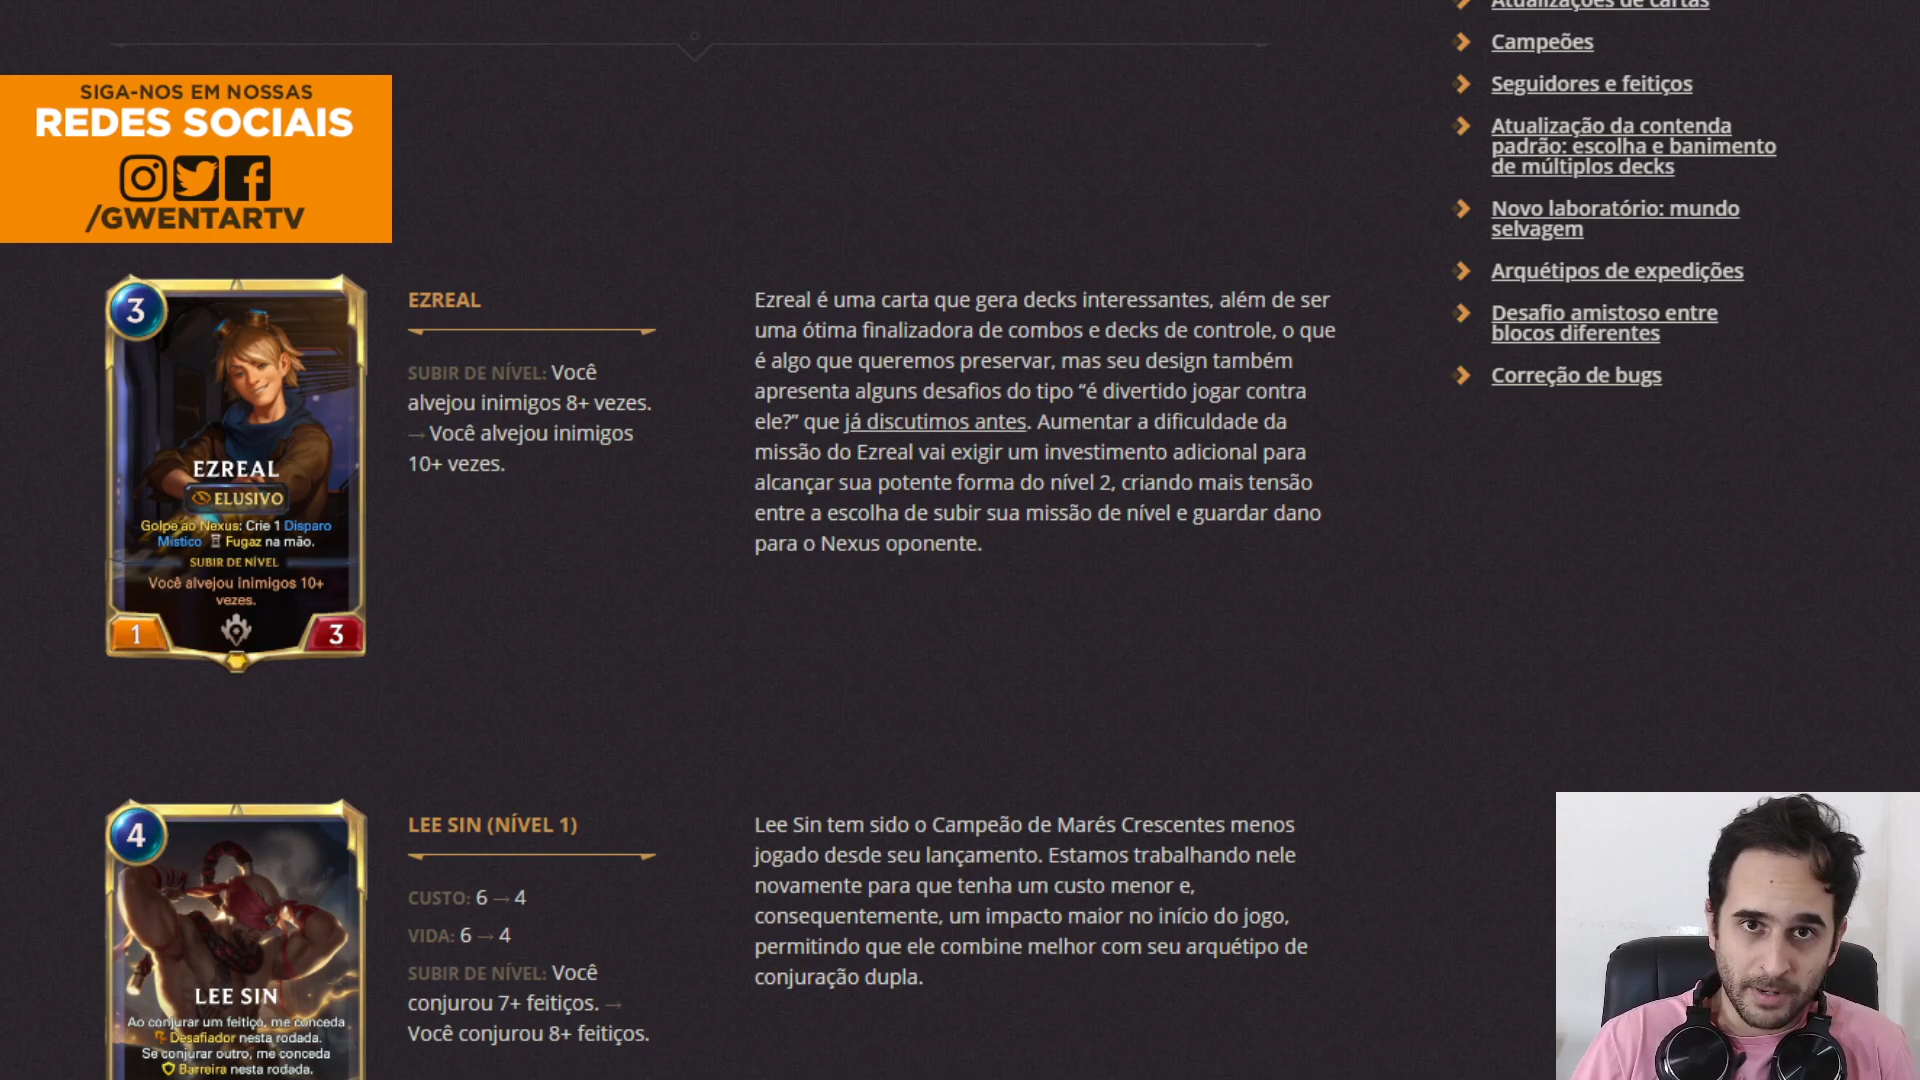 SIGA-NOS EM NOSSAS
REDES SOCIAIS
/GWENTARTV
3
EZREAL
ELUSIVO
Golpe ao Nexus: Crie 1 Disparo
Místico Fugaz na mão.
SUBIR DE NÍVEL
Você alvejou inimigos 10+
vezes.
1
3
EZREAL
SUBIR DE NÍVEL: Você
alvejou inimigos 8+ vezes.
→ Você alvejou inimigos
10+ vezes.
Ezreal é uma carta que gera decks interessantes, além de ser
uma ótima finalizadora de combos e decks de controle, o que
é algo que queremos preservar, mas seu design também
apresenta alguns desafios do tipo “é divertido jogar contra
ele?” que já discutimos antes. Aumentar a dificuldade da
missão do Ezreal vai exigir um investimento adicional para
alcançar sua potente forma do nível 2, criando mais tensão
entre a escolha de subir sua missão de nível e guardar dano
para o Nexus oponente.
4
LEE SIN
Ao conjurar um feitiço, me conceda
Desafiador nesta rodada.
Se conjurar outro, me conceda
Barreira nesta rodada.
LEE SIN (NÍVEL 1)
CUSTO: 6 → 4
VIDA: 6 → 4
SUBIR DE NÍVEL: Você
conjurou 7+ feitiços. →
Você conjurou 8+ feitiços.
Lee Sin tem sido o Campeão de Marés Crescentes menos
jogado desde seu lançamento. Estamos trabalhando nele
novamente para que tenha um custo menor e,
consequentemente, um impacto maior no início do jogo,
permitindo que ele combine melhor com seu arquétipo de
conjuração dupla.
Atualizações de cartas
Campeões
Seguidores e feitiços
Atualização da contenda
padrão: escolha e banimento
de múltiplos decks
Novo laboratório: mundo
selvagem
Arquétipos de expedições
Desafio amistoso entre
blocos diferentes
Correção de bugs